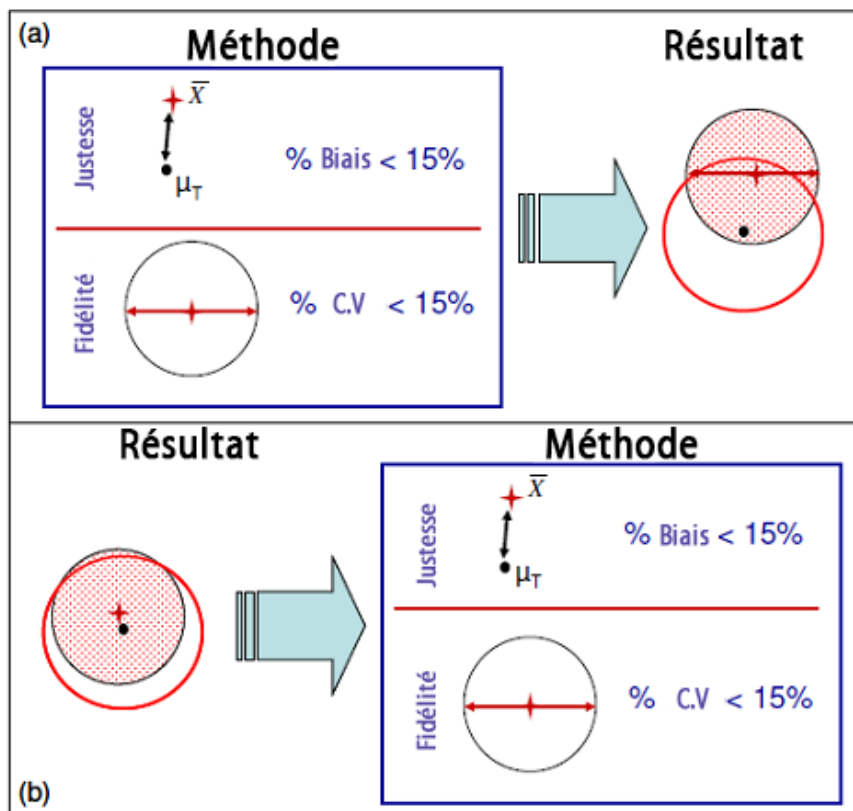 (a)
Méthode
Résultat
Justesse
X̅
μT
% Biais < 15%
Fidélité
% C.V < 15%
Résultat
Méthode
Justesse
X̅
μT
% Biais < 15%
Fidélité
% C.V < 15%
(b)